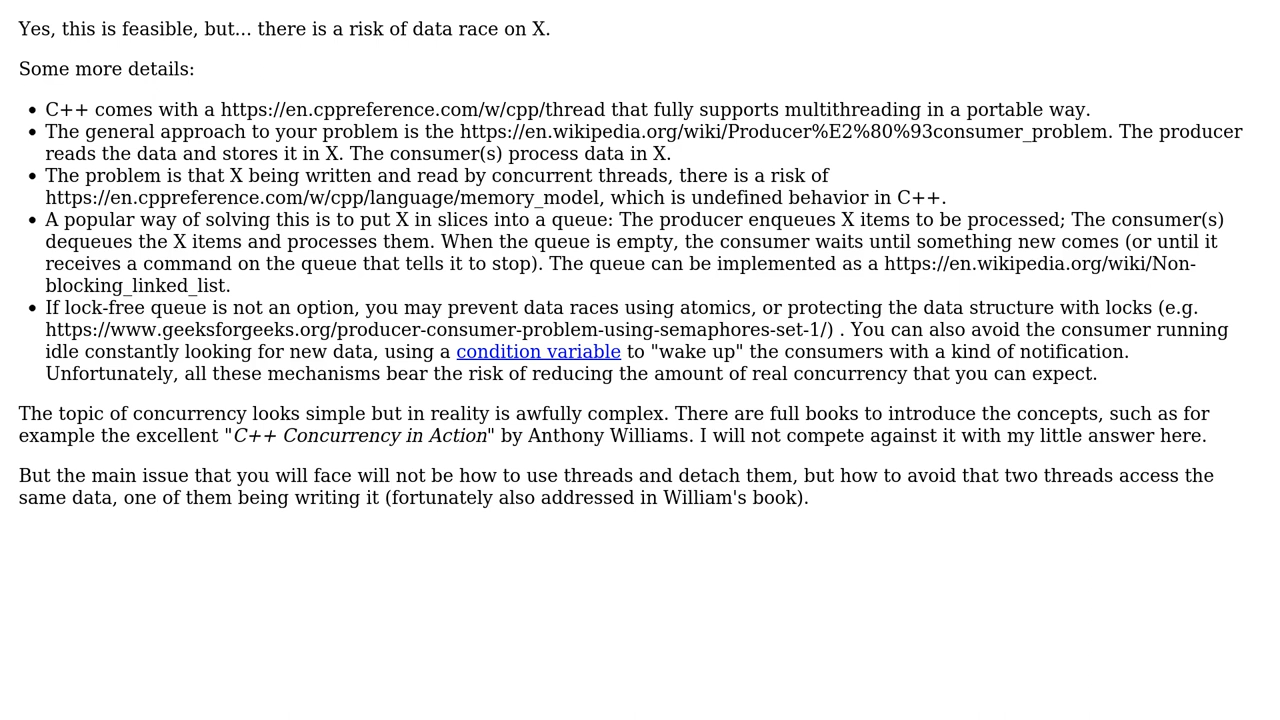 Yes, this is feasible, but... there is a risk of data race on X.
Some more details:
• C++ comes with a https://en.cppreference.com/w/cpp/thread that fully supports multithreading in a portable way.
• The general approach to your problem is the https://en.wikipedia.org/wiki/Producer%E2%80%93consumer_problem. The producer
reads the data and stores it in X. The consumer(s) process data in X.
• The problem is that X being written and read by concurrent threads, there is a risk of
https://en.cppreference.com/w/cpp/language/memory_model, which is undefined behavior in C++.
• A popular way of solving this is to put X in slices into a queue: The producer enqueues X items to be processed; The consumer(s)
dequeues the X items and processes them. When the queue is empty, the consumer waits until something new comes (or until it
receives a command on the queue that tells it to stop). The queue can be implemented as a https://en.wikipedia.org/wiki/Non-
blocking_linked_list.
• If lock-free queue is not an option, you may prevent data races using atomics, or protecting the data structure with locks (e.g.
https://www.geeksforgeeks.org/producer-consumer-problem-using-semaphores-set-1/) . You can also avoid the consumer running
idle constantly looking for new data, using a condition variable to "wake up" the consumers with a kind of notification.
Unfortunately, all these mechanisms bear the risk of reducing the amount of real concurrency that you can expect.
The topic of concurrency looks simple but in reality is awfully complex. There are full books to introduce the concepts, such as for
example the excellent "C++ Concurrency in Action" by Anthony Williams. I will not compete against it with my little answer here.
But the main issue that you will face will not be how to use threads and detach them, but how to avoid that two threads access the
same data, one of them being writing it (fortunately also addressed in William's book).